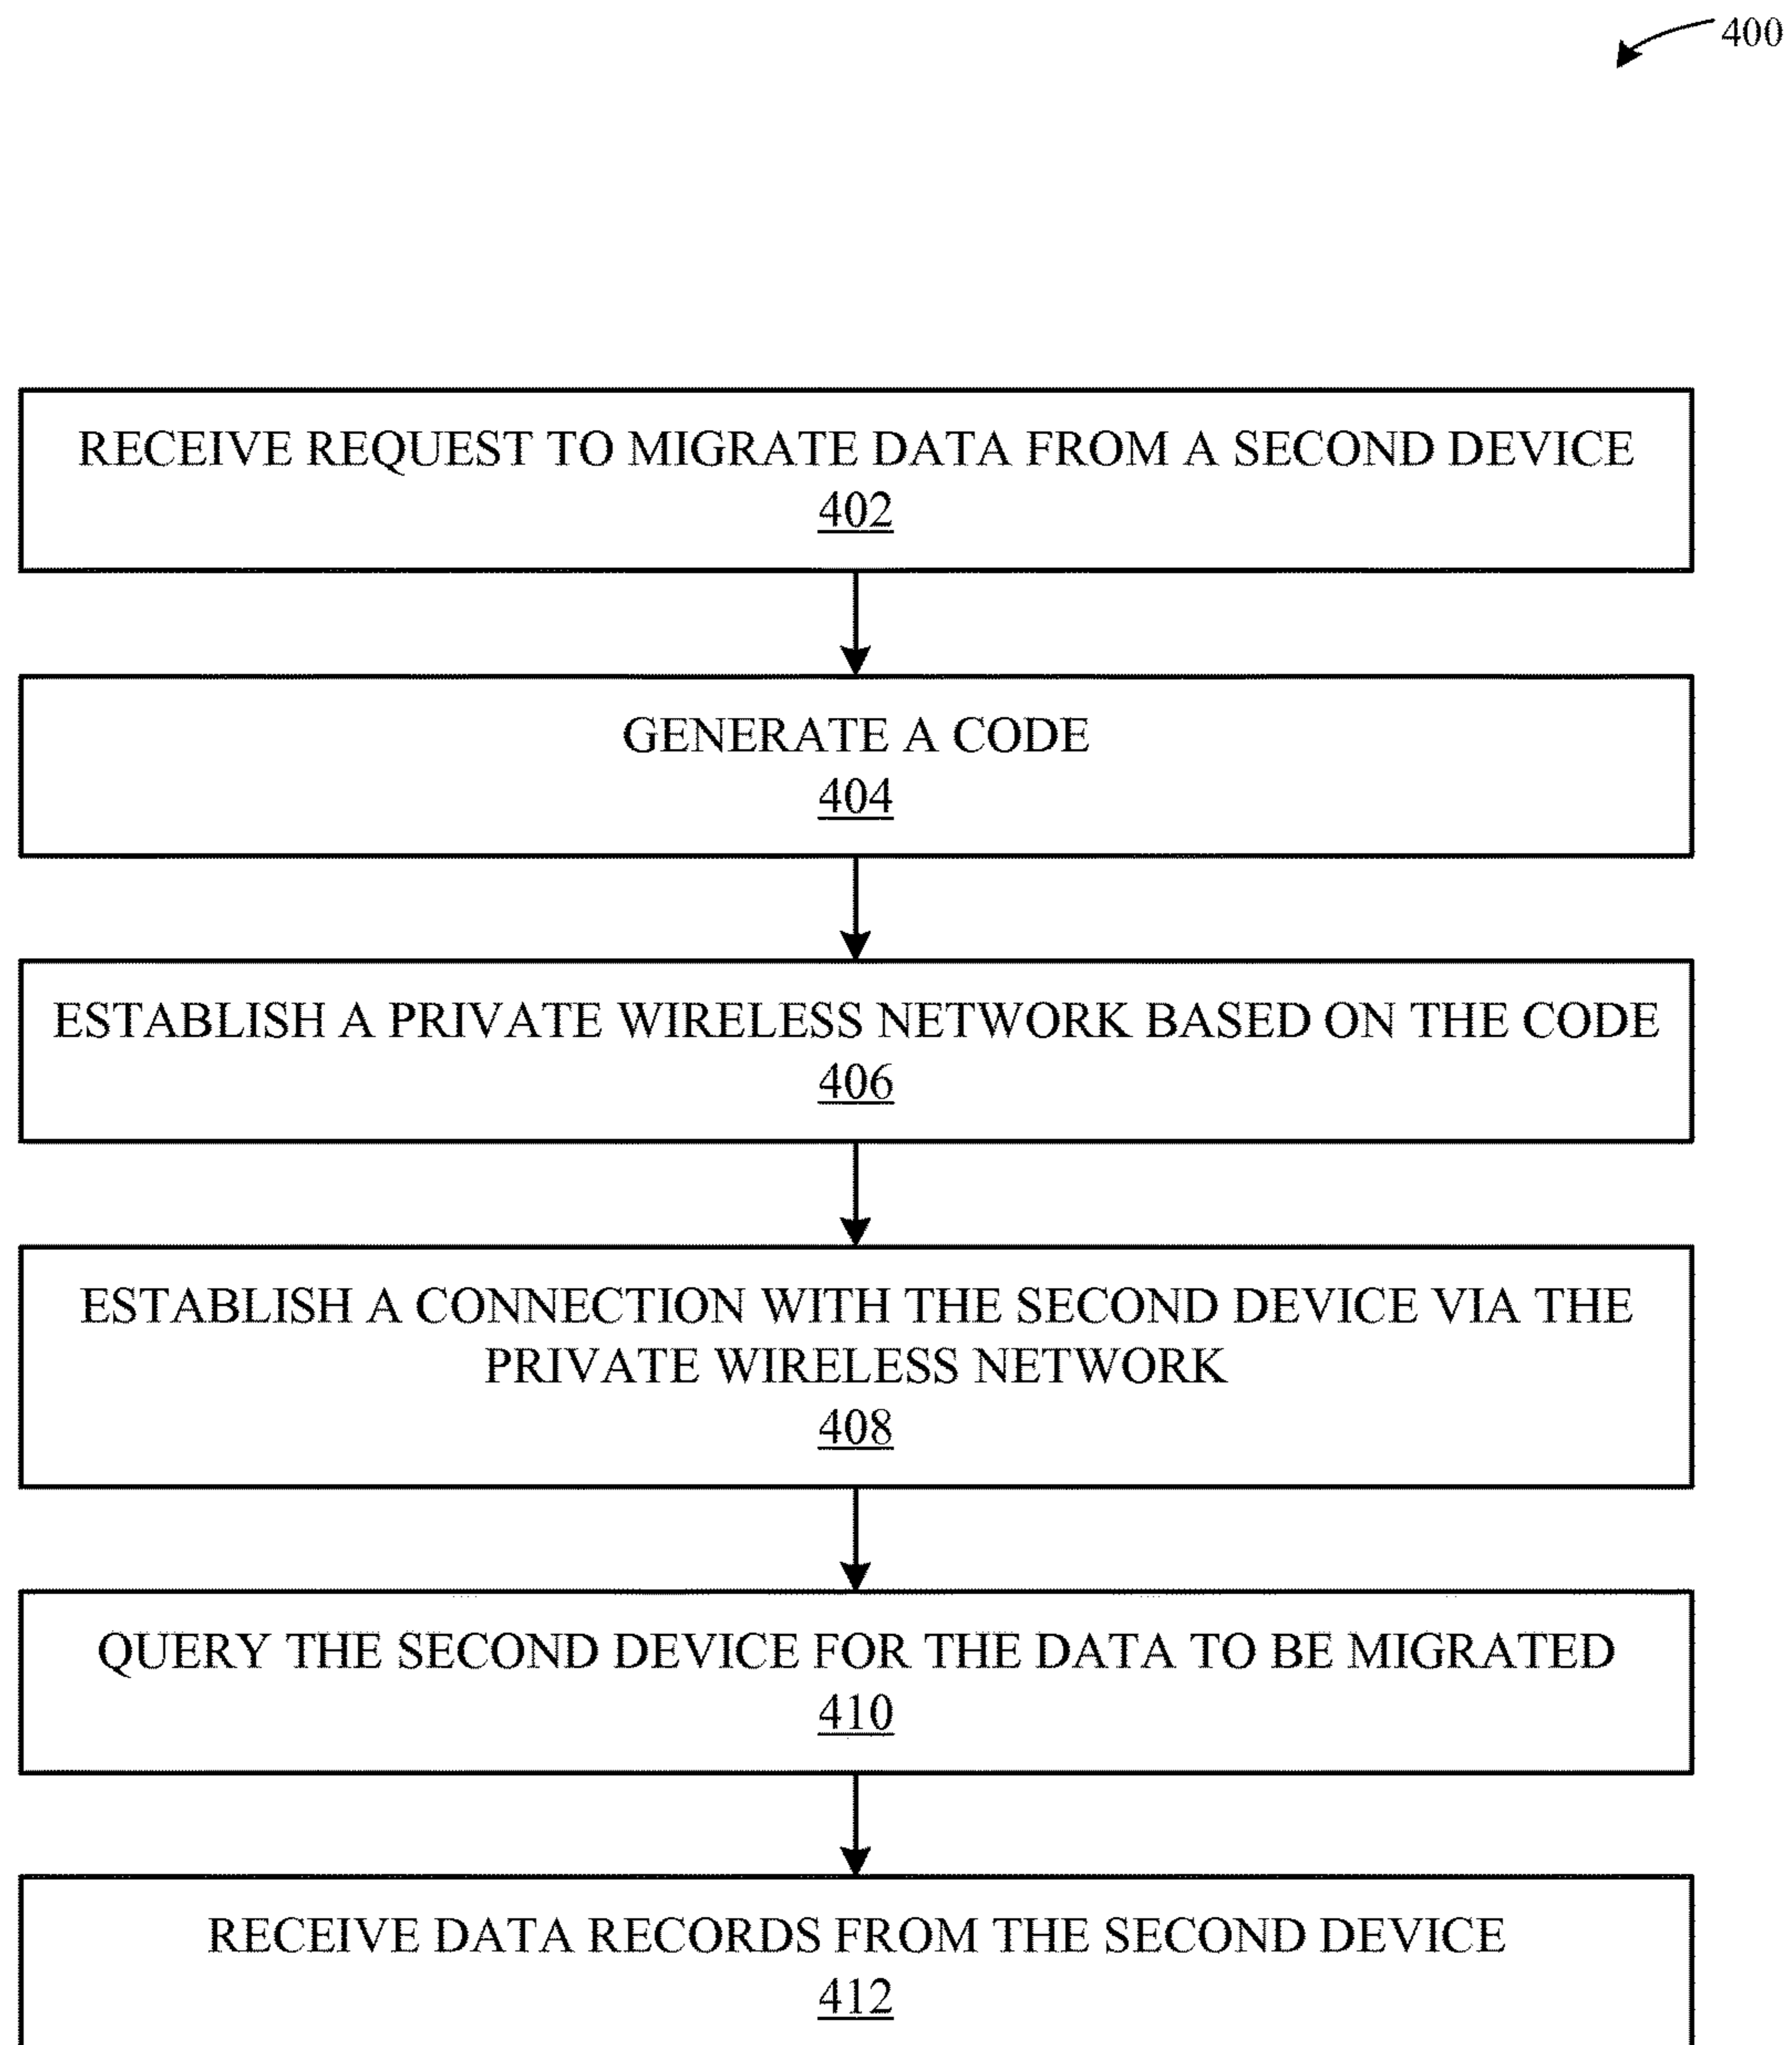 400
RECEIVE REQUEST TO MIGRATE DATA FROM A SECOND DEVICE
402
GENERATE A CODE
404
ESTABLISH A PRIVATE WIRELESS NETWORK BASED ON THE CODE
406
ESTABLISH A CONNECTION WITH THE SECOND DEVICE VIA THE
PRIVATE WIRELESS NETWORK
408
QUERY THE SECOND DEVICE FOR THE DATA TO BE MIGRATED
410
RECEIVE DATA RECORDS FROM THE SECOND DEVICE
412